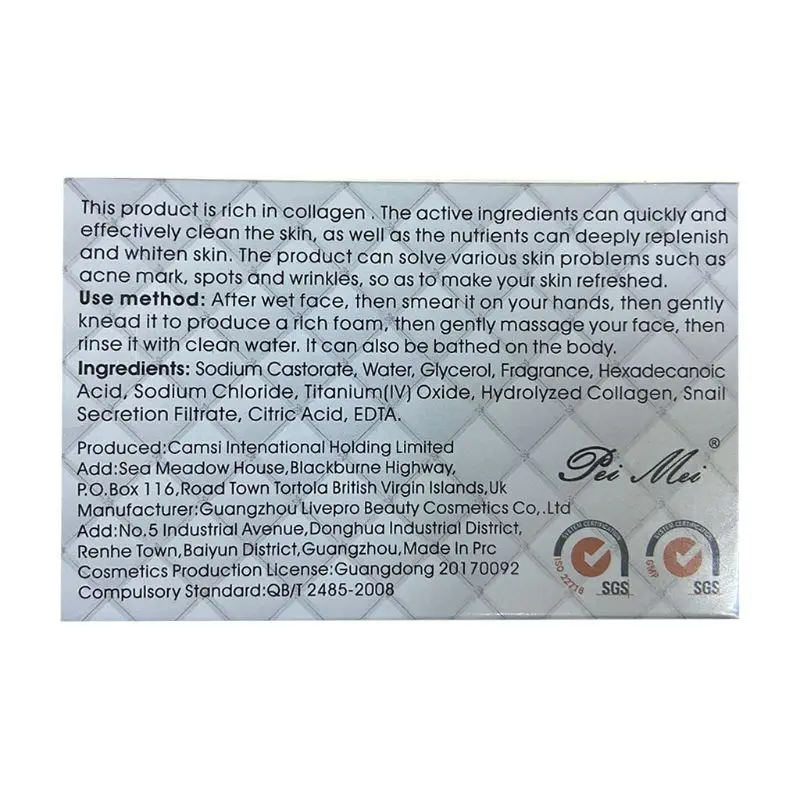 This product is rich in collagen . The active ingredients can quickly and
effectively clean the skin, as well as the nutrients can deeply replenish
and whiten skin. The product can solve various skin problems such as
acne mark, spots and wrinkles, so as to make your skin refreshed.
Use method: After wet face, then smear it on your hands, then gently
knead it to produce a rich foam, then gently massage your face, then
rinse it with clean water. It can also be bathed on the body.
Ingredients: Sodium Castorate, Water, Glycerol, Fragrance, Hexadecanoic
Acid, Sodium Chloride, Titanium(IV) Oxide, Hydrolyzed Collagen, Snail
Secretion Filtrate, Citric Acid, EDTA.
Produced:Camsi Intenational Holding Limited
Add:Sea Meadow House,Blackburne Highway,
P.O.Box 116,Road Town Tortola British Virgin Islands,Uk
Manufacturer:Guangzhou Livepro Beauty Cosmetics Co,.Ltd
Add:No.5 Industrial Avenue,Donghua Industrial District,
Renhe Town,Baiyun District,Guangzhou,Made In Prc
Cosmetics Production License:Guangdong 20170092
Compulsory Standard:QB/T 2485-2008
Pei Mei ®
SYSTEM CERTIFICATION
ISO 22716
SGS
SYSTEM CERTIFICATION
GMP
SGS